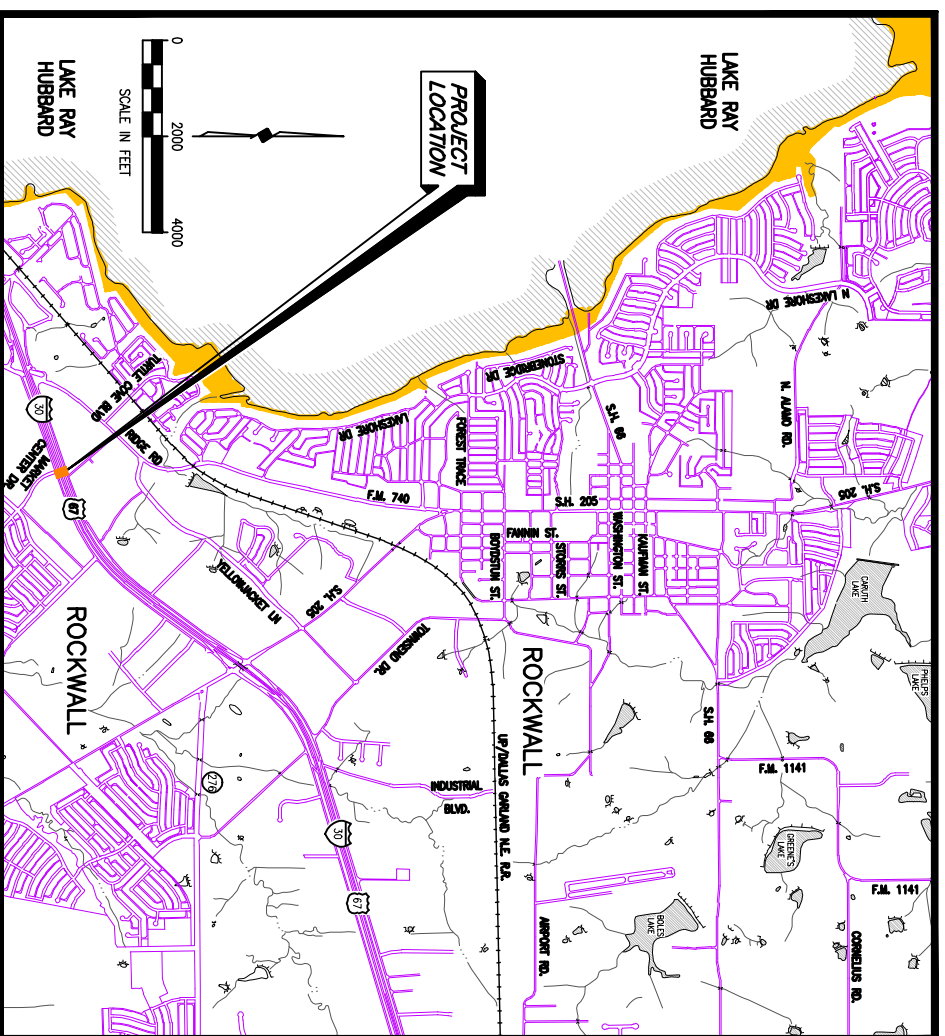 LAKE RAY
HUBBARD
0
2000
4000
SCALE IN FEET
PROJECT
LOCATION
LAKE RAY
HUBBARD
N LAKESHORE DR
N. ALAMO RD.
S.H. 205
STONEBRIDGE DR
S.H. 66
LAKESHORE DR
FOREST TRACE
TURTLE COVE BLVD
RIDGE RD
30
MARKET
CENTER DR
67
F.M. 740
S.H. 205
FANNIN ST.
BOYDSTUN ST.
STORRS ST.
WASHINGTON ST.
KAUFMAN ST.
CARUTH
LAKE
PHELPS
LAKE
YELLOWJACKET LN
S.H. 205
TOWNSEND DR.
ROCKWALL
ROCKWALL
S.H. 66
F.M. 1141
276
INDUSTRIAL
BLVD.
UP/DALLAS GARLAND N.E. R.R.
30
67
GREENE'S
LAKE
F.M. 1141
BOLES
LAKE
AIRPORT RD.
CORNELIUS RD.